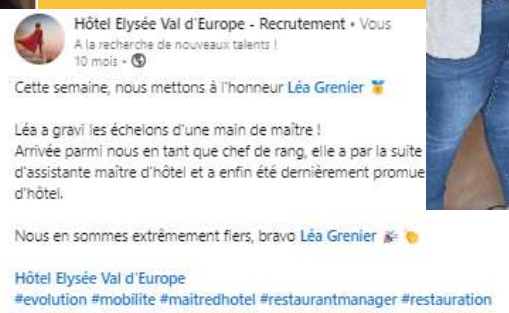 Hôtel Elysée Val d'Europe - Recrutement • Vous
A la recherche de nouveaux talents !
10 mois •
Cette semaine, nous mettons à l'honneur Léa Grenier 🏅
Léa a gravi les échelons d'une main de maître !
Arrivée parmi nous en tant que chef de rang, elle a par la suite
d'assistante maître d'hôtel et a enfin été dernièrement promue
d'hôtel.
Nous en sommes extrêmement fiers, bravo Léa Grenier 🎉 👏
Hôtel Elysée Val d'Europe
#evolution #mobilite #maitredhotel #restaurantmanager #restauration